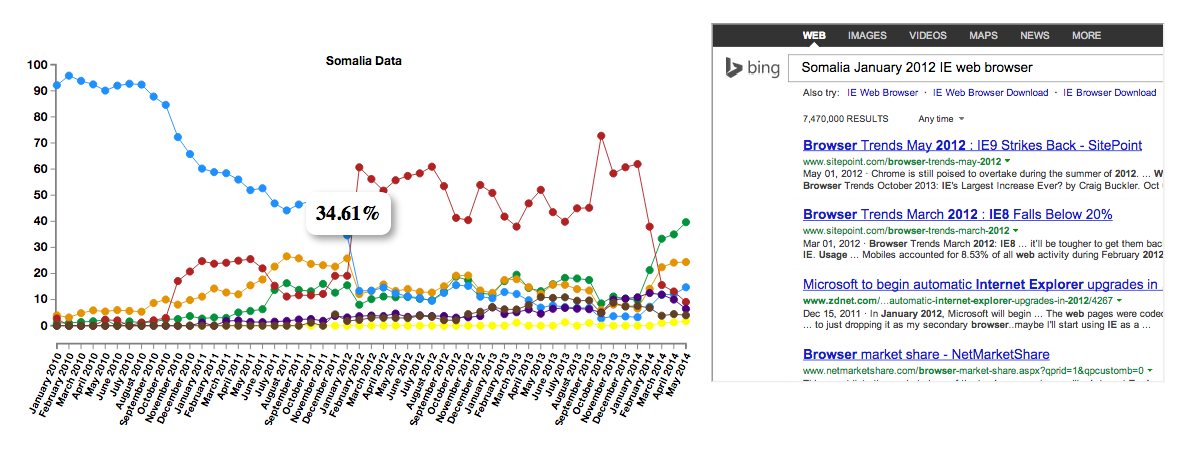 Somalia Data
100
90
80
70
60
50
40
30
20
10
0
34.61%
January 2010
February 2010
March 2010
April 2010
May 2010
June 2010
July 2010
August 2010
September 2010
October 2010
November 2010
December 2010
January 2011
February 2011
March 2011
April 2011
May 2011
June 2011
July 2011
August 2011
September 2011
October 2011
November 2011
December 2011
January 2012
February 2012
March 2012
April 2012
May 2012
June 2012
July 2012
August 2012
September 2012
October 2012
November 2012
December 2012
January 2013
February 2013
March 2013
April 2013
May 2013
June 2013
July 2013
August 2013
September 2013
October 2013
November 2013
December 2013
January 2014
February 2014
March 2014
April 2014
May 2014
WEB IMAGES VIDEOS MAPS NEWS MORE
bing Somalia January 2012 IE web browser
Also try: IE Web Browser · IE Web Browser Download · IE Browser Download
7,470,000 RESULTS Any time
Browser Trends May 2012 : IE9 Strikes Back - SitePoint
www.sitepoint.com/browser-trends-may-2012
May 01, 2012 · Chrome is still poised to overtake during the summer of 2012. ... W
Browser Trends October 2013: IE's Largest Increase Ever? by Craig Buckler. Oct
Browser Trends March 2012 : IE8 Falls Below 20%
www.sitepoint.com/browser-trends-march-2012
Mar 01, 2012 · Browser Trends March 2012: IE8 ... it'll be tougher to get them bac
IE. Usage ... Mobiles accounted for 8.53% of all web activity during February 2012
Microsoft to begin automatic Internet Explorer upgrades in
www.zdnet.com/...automatic-internet-explorer-upgrades-in-2012/4267
Dec 15, 2011 · In January 2012, Microsoft will begin ... The web pages were codec
... to just dropping it as my secondary browser..maybe I'll start using IE as a ...
Browser market share - NetMarketShare
www.netmarketshare.com/browser-market-share.aspx?qprid=1&qpcustomb=0